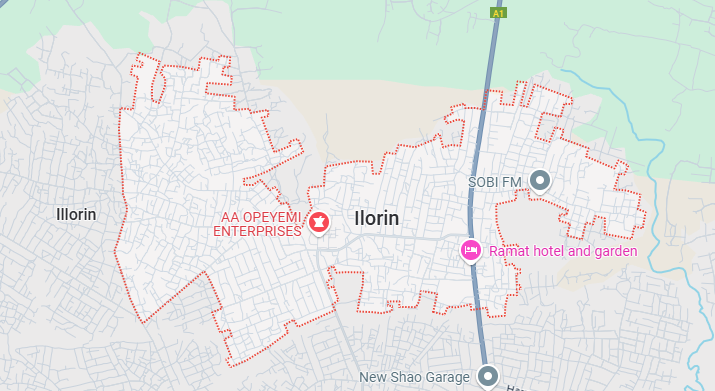 A1
SOBI FM
Illorin
AA OPEYEMI
ENTERPRISES
Ilorin
Ramat hotel and garden
New Shao Garage